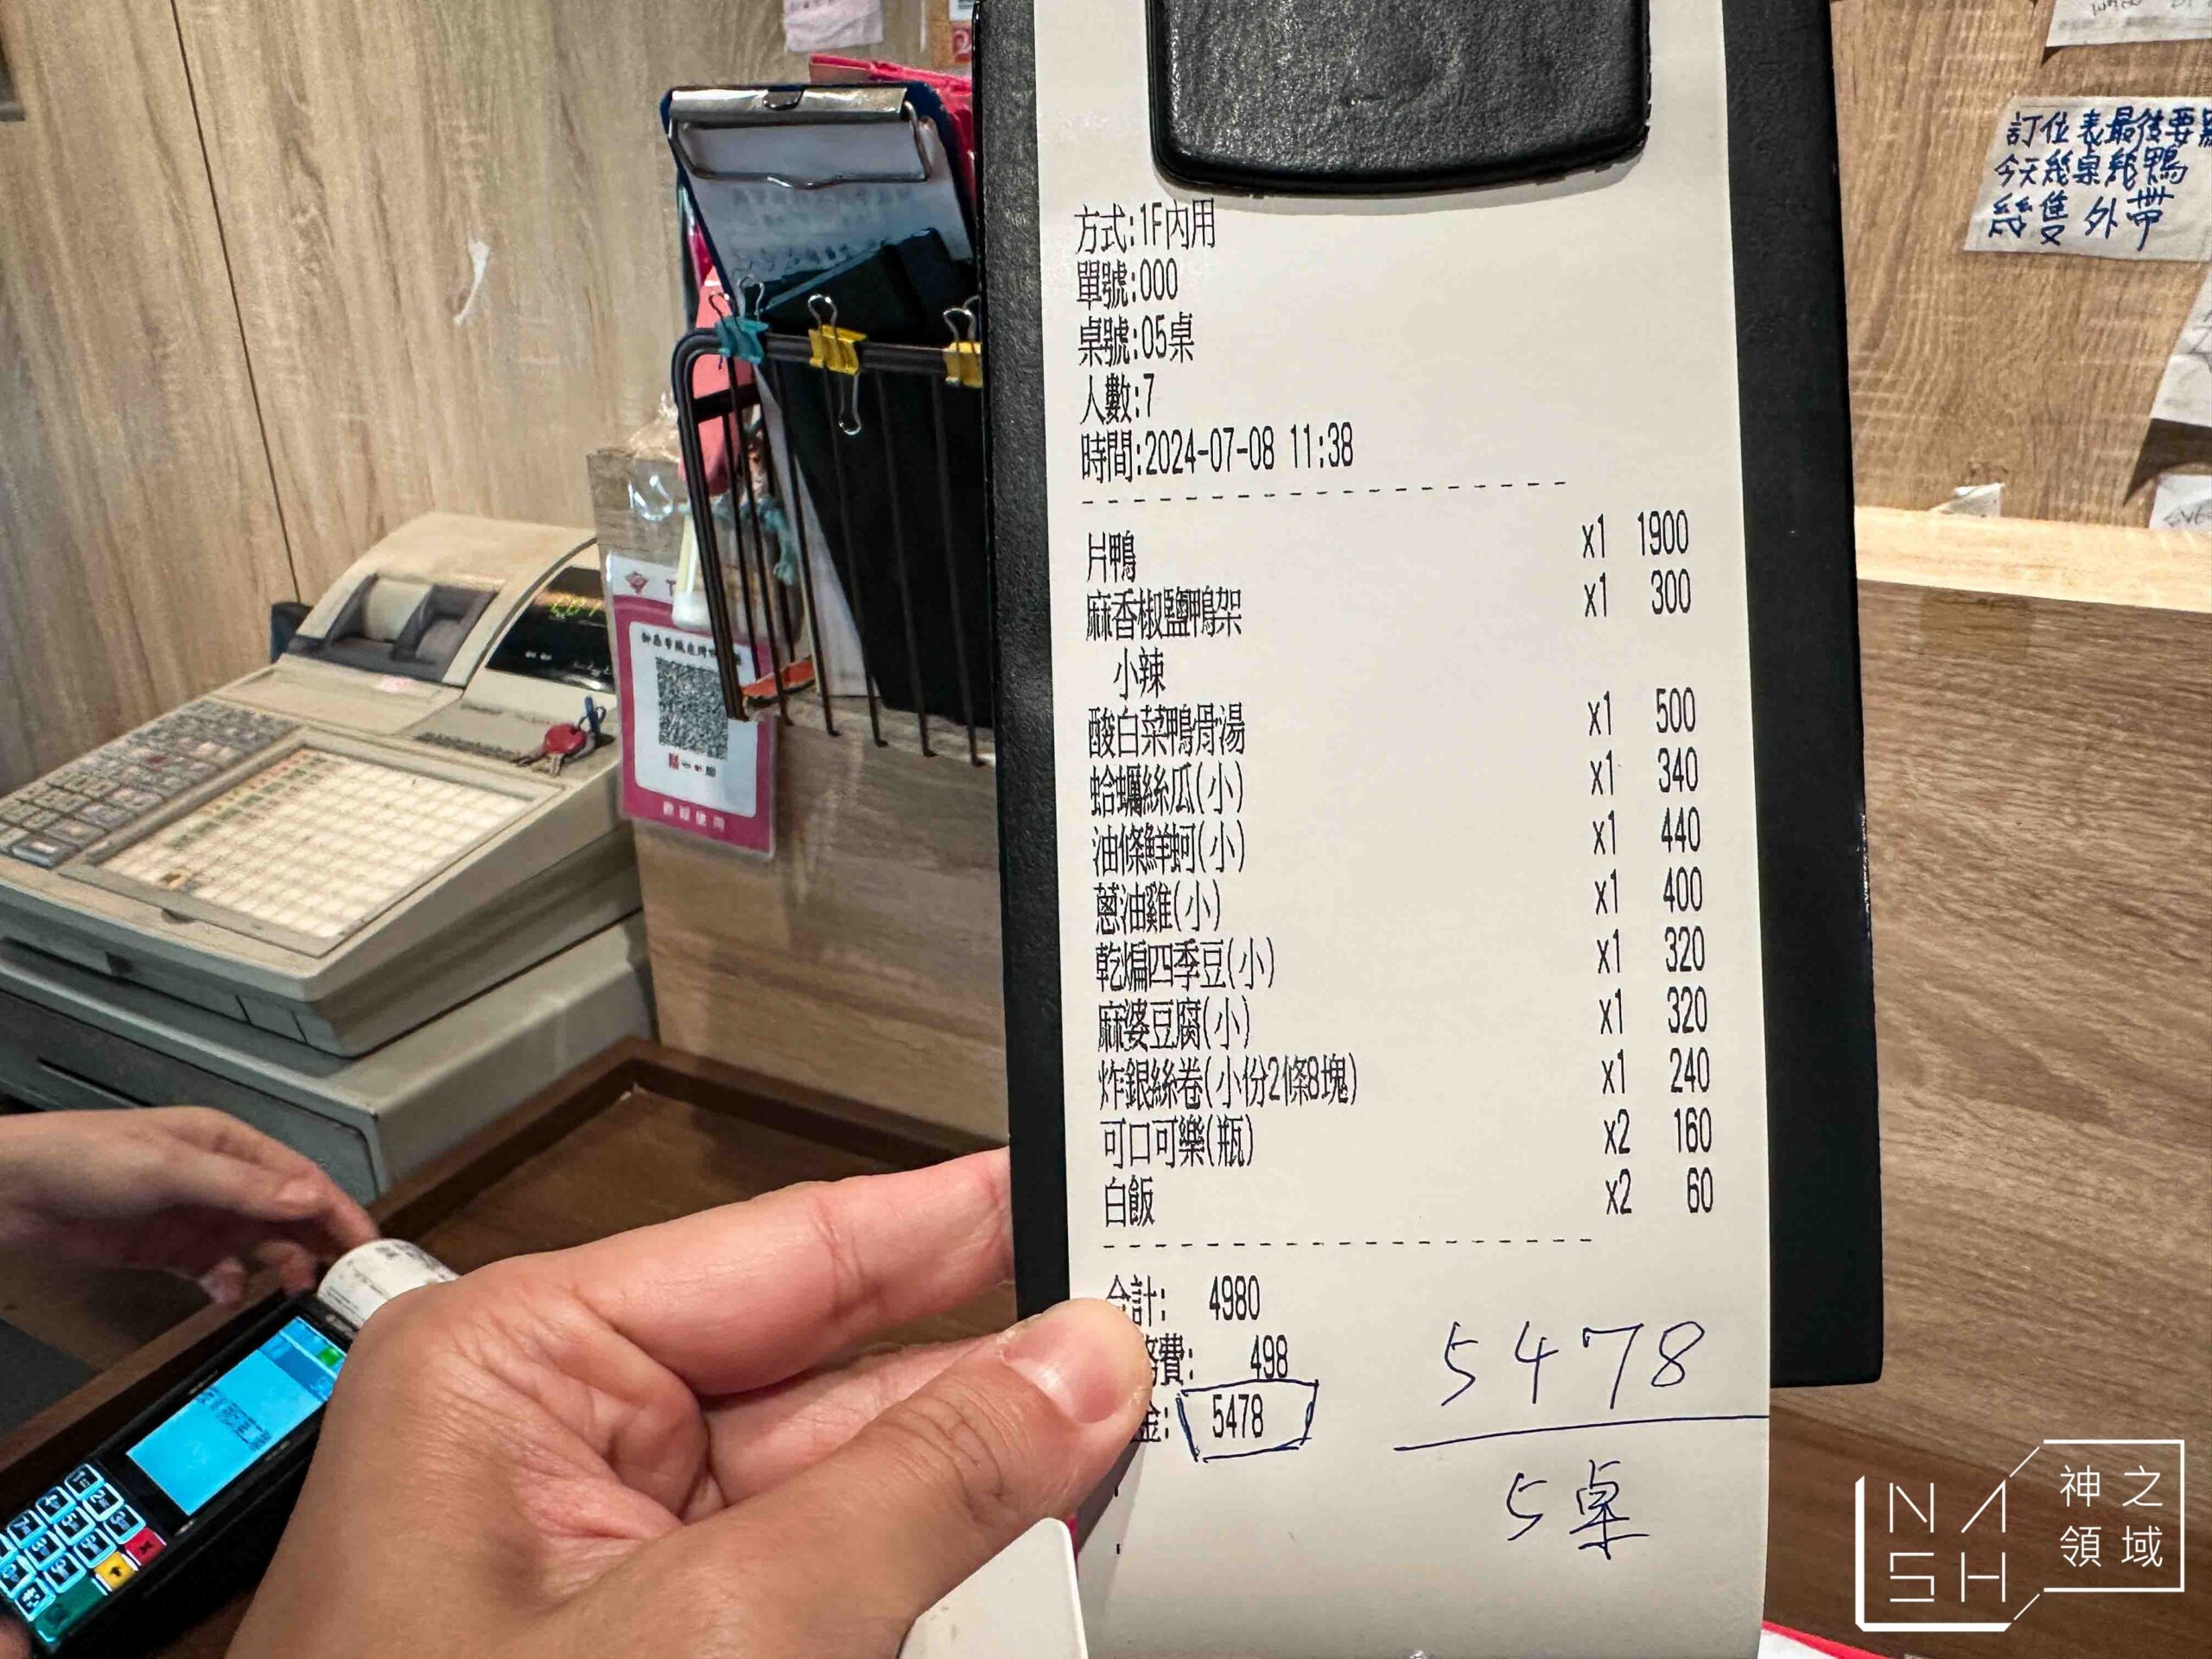 方式:1F內用
單號:000
桌號:05桌
人數:7
時間:2024-07-08 11:38
片鴨 x1 1900
麻香椒鹽鴨架 x1 300
小辣
酸白菜鴨骨湯 x1 500
蛤蠣絲瓜(小) x1 340
油條鮮蚵(小) x1 440
蔥油雞(小) x1 400
乾煸四季豆(小) x1 320
麻婆豆腐(小) x1 320
炸銀絲卷(小份2條8塊) x1 240
可口可樂(瓶) x2 160
白飯 x2 60
合計: 4980
費: 498
金: 5478
5478
5桌
訂位表最後要
今天幾桌 鴨
幾隻 外帶
NASH
神之
領域